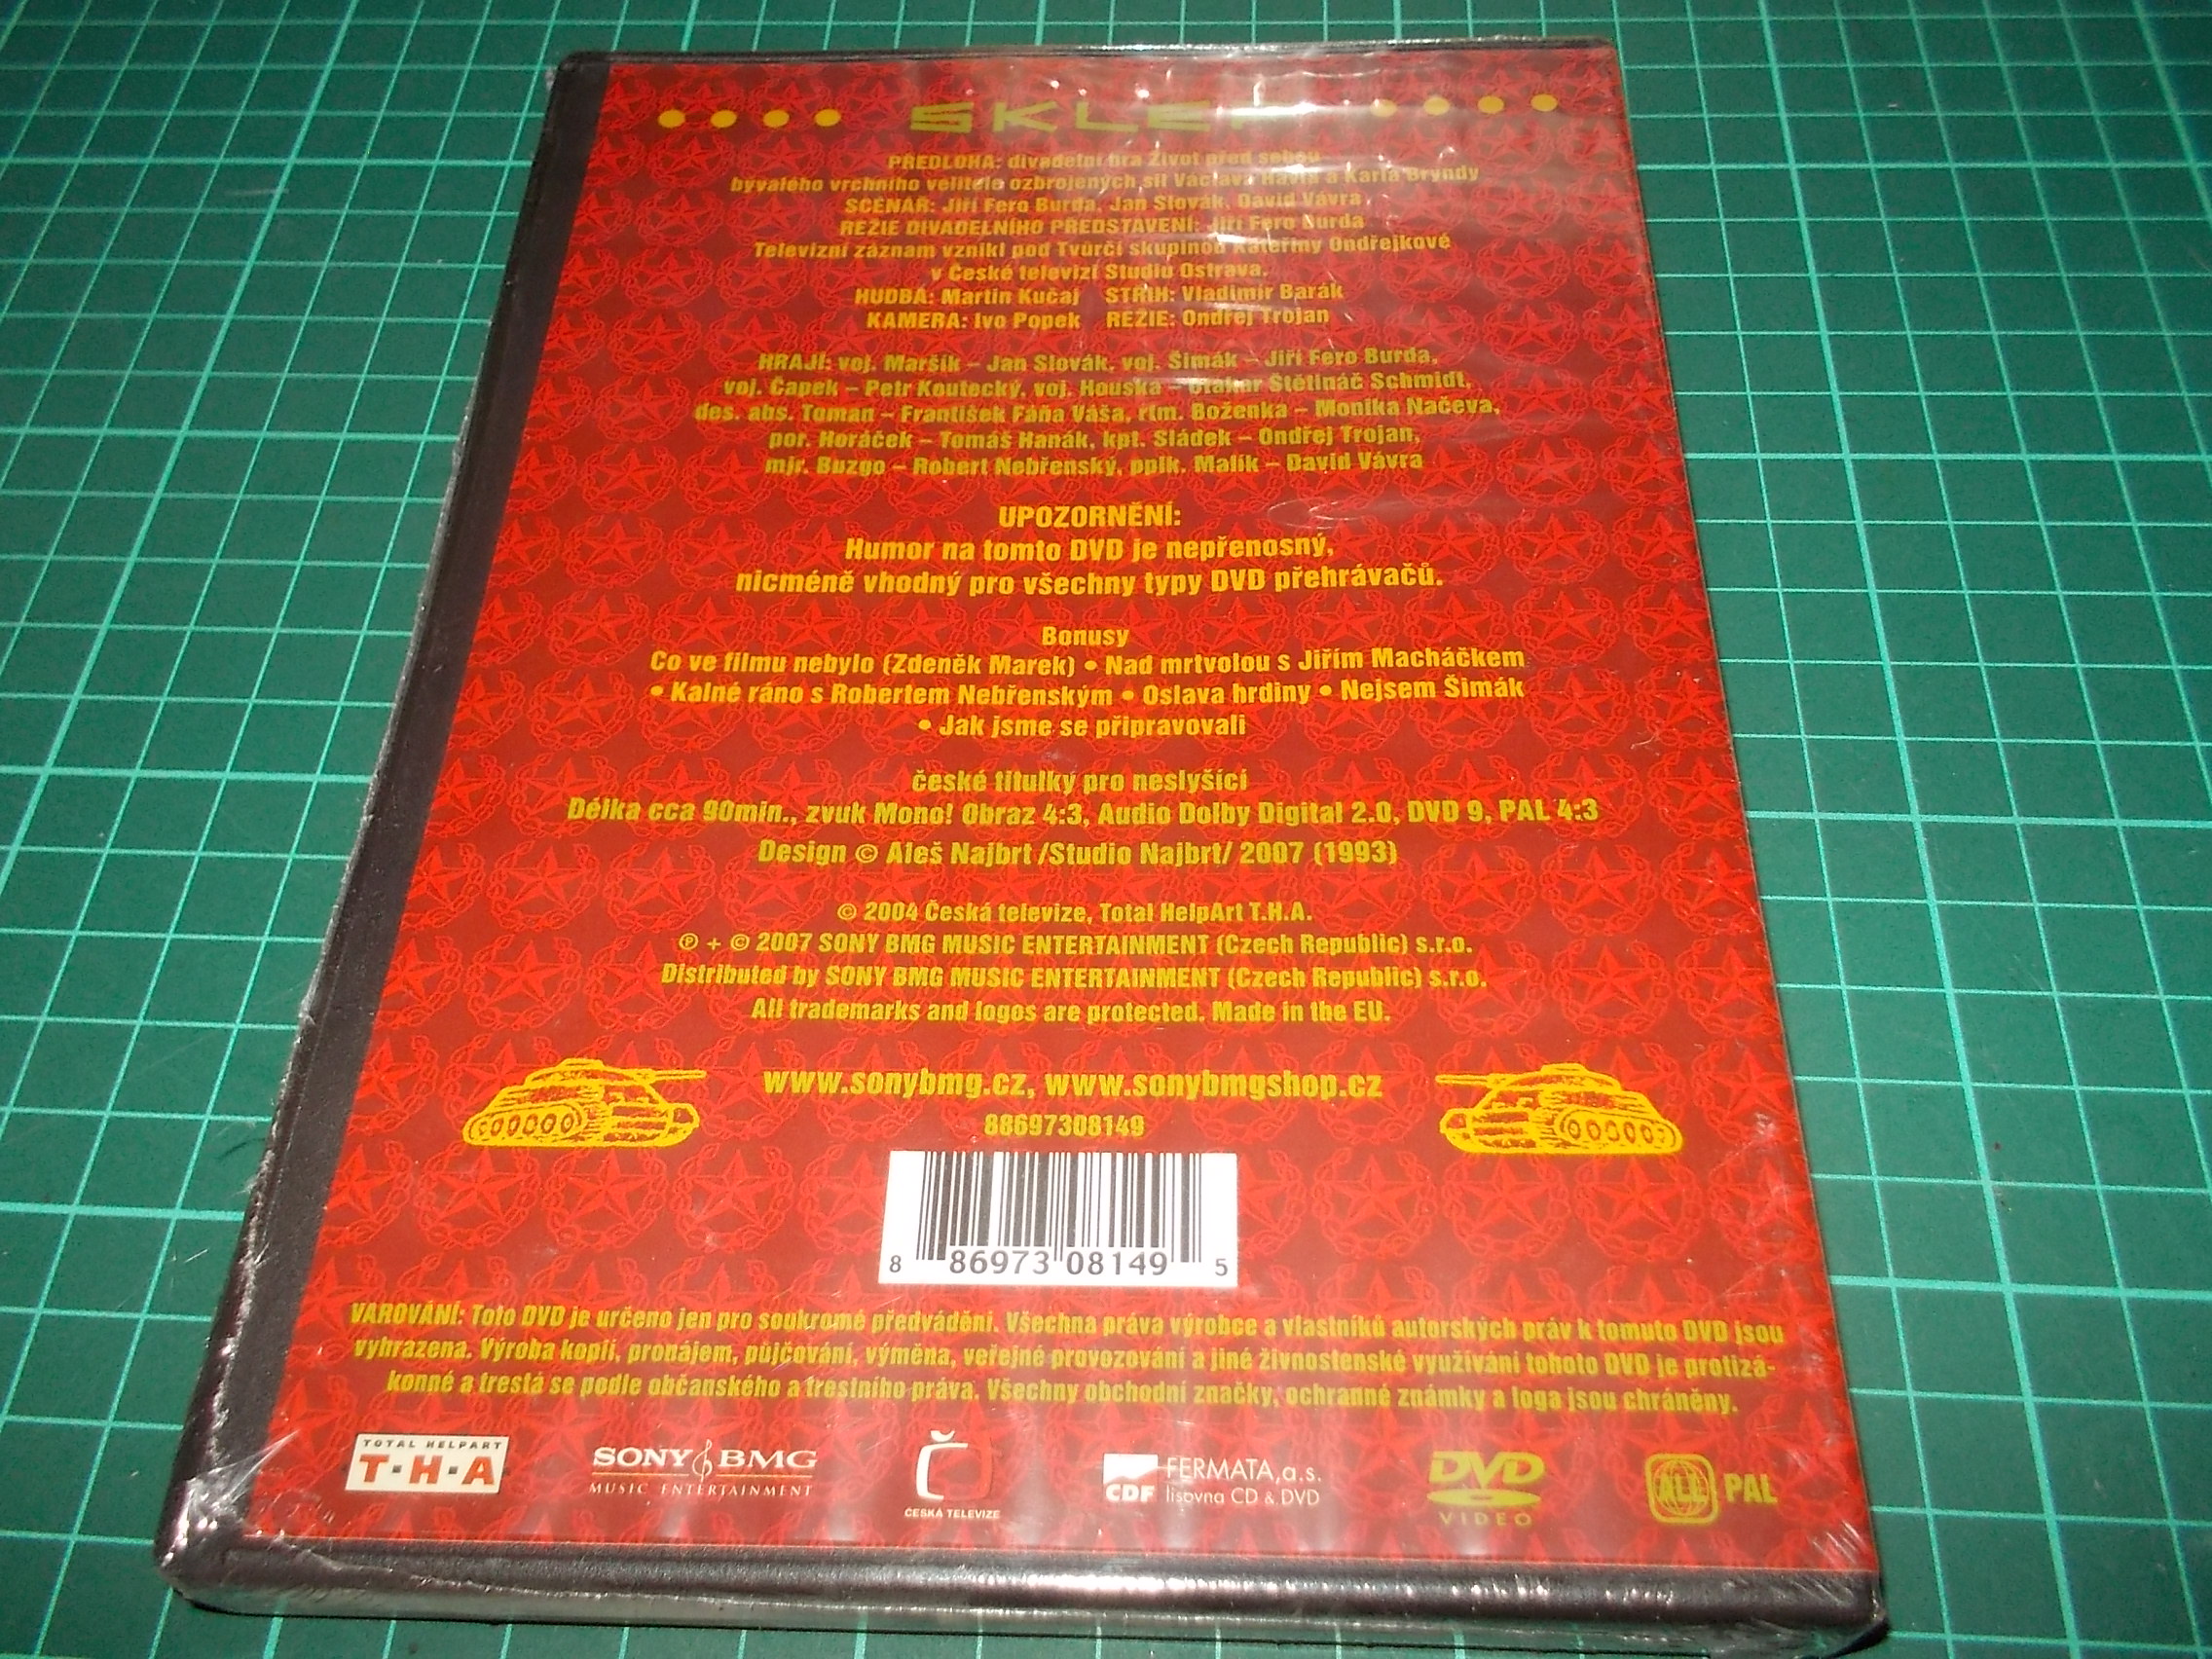 SKLEP
PŘEDLOHA: divadelní hra Život před sebou
bývalého vrchního velitele ozbrojených sil Václava Havla a Karla Bryndy
SCÉNÁŘ: Jiří Fero Burda, Jan Slovák, David Vávra
REŽIE DIVADELNÍHO PŘEDSTAVENÍ: Jiří Fero Burda
Televizní záznam vznikl pod Tvůrčí skupinou Kateřiny Ondřejkové
v České televizi Studiu Ostrava.
HUDBA: Martin Kučaj STŘIH: Vladimír Barák
KAMERA: Ivo Popek REŽIE: Ondřej Trojan
HRAJÍ: voj. Maršík – Jan Slovák, voj. Šimák – Jiří Fero Burda,
voj. Čapek – Petr Koutecký, voj. Houska – Otakar Štětináč Schmidt,
des. abs. Toman – František Fáňa Váša, rtm. Boženka – Monika Načeva,
por. Horáček – Tomáš Hanák, kpt. Sládek – Ondřej Trojan,
mjr. Buzgo – Robert Nebřenský, pplk. Malík – David Vávra
UPOZORNĚNÍ:
Humor na tomto DVD je nepřenosný,
nicméně vhodný pro všechny typy DVD přehrávačů.
Bonusy
Co ve filmu nebylo (Zdeněk Marek) • Nad mrtvolou s Jiřím Macháčkem
• Kalné ráno s Robertem Nebřenským • Oslava hrdiny • Nejsem Šimák
• Jak jsme se připravovali
české titulky pro neslyšící
Délka cca 90min., zvuk Mono! Obraz 4:3, Audio Dolby Digital 2.0, DVD 9, PAL 4:3
Design © Aleš Najbrt /Studio Najbrt/ 2007 (1993)
© 2004 Česká televize, Total HelpArt T.H.A.
℗ + © 2007 SONY BMG MUSIC ENTERTAINMENT (Czech Republic) s.r.o.
Distributed by SONY BMG MUSIC ENTERTAINMENT (Czech Republic) s.r.o.
All trademarks and logos are protected. Made in the EU.
www.sonybmg.cz, www.sonybmgshop.cz
88697308149
8 86973 08149 5
VAROVÁNÍ: Toto DVD je určeno jen pro soukromé předvádění. Všechna práva výrobce a vlastníků autorských práv k tomuto DVD jsou
vyhrazena. Výroba kopií, pronájem, půjčování, výměna, veřejné provozování a jiné živnostenské využívání tohoto DVD je protizá-
konné a trestá se podle občanského a trestního práva. Všechny obchodní značky, ochranné známky a loga jsou chráněny.
TOTAL HELPART
T·H·A
SONY BMG
MUSIC ENTERTAINMENT
ČESKÁ TELEVIZE
CDF FERMATA,a.s.
lisovna CD & DVD
DVD
VIDEO
ALL PAL